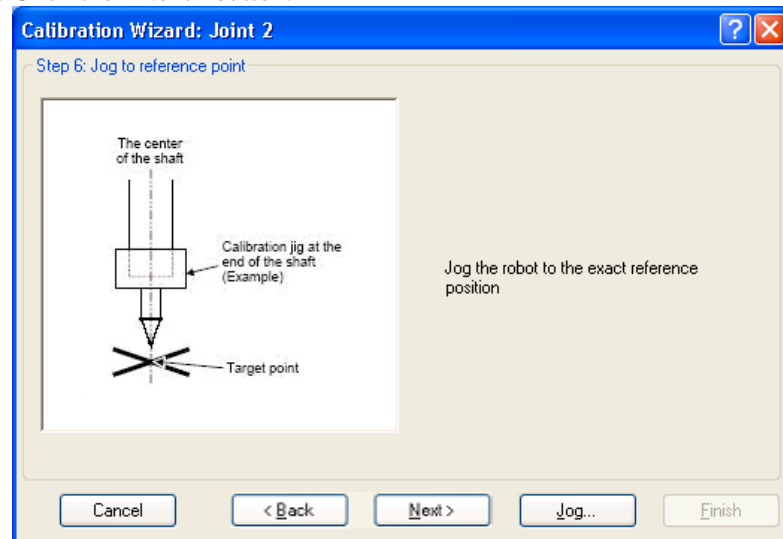 Calibration Wizard: Joint 2
Step 6: Jog to reference point
The center
of the shaft
Calibration jig at the
end of the shaft
(Example)
Target point
Jog the robot to the exact reference
position
Cancel
< Back
Next >
Jog...
Finish